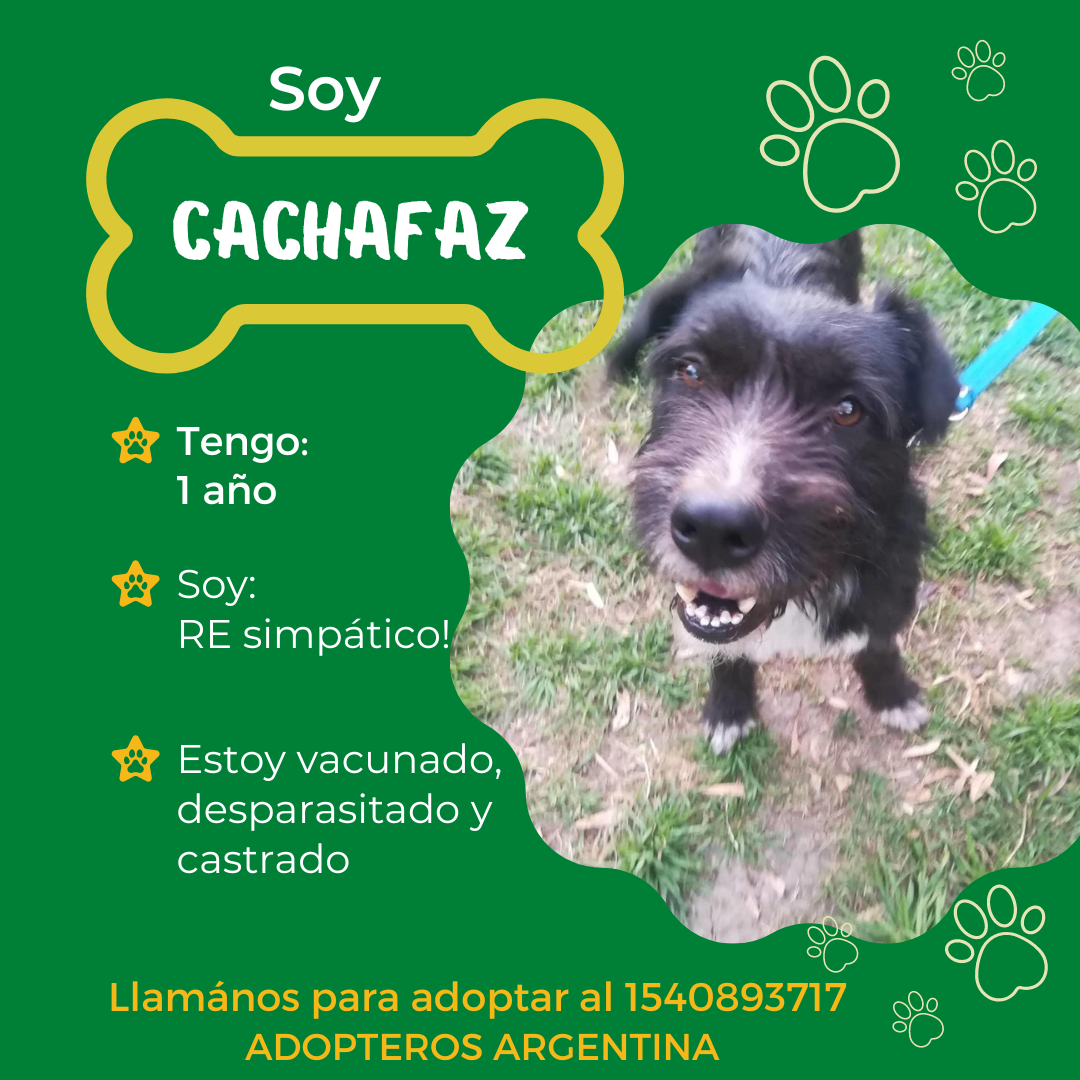 Soy
CACHAFAZ
Tengo:
1 año
Soy:
RE simpático!
Estoy vacunado,
desparasitado y
castrado
Llamános para adoptar al 1540893717
ADOPTEROS ARGENTINA